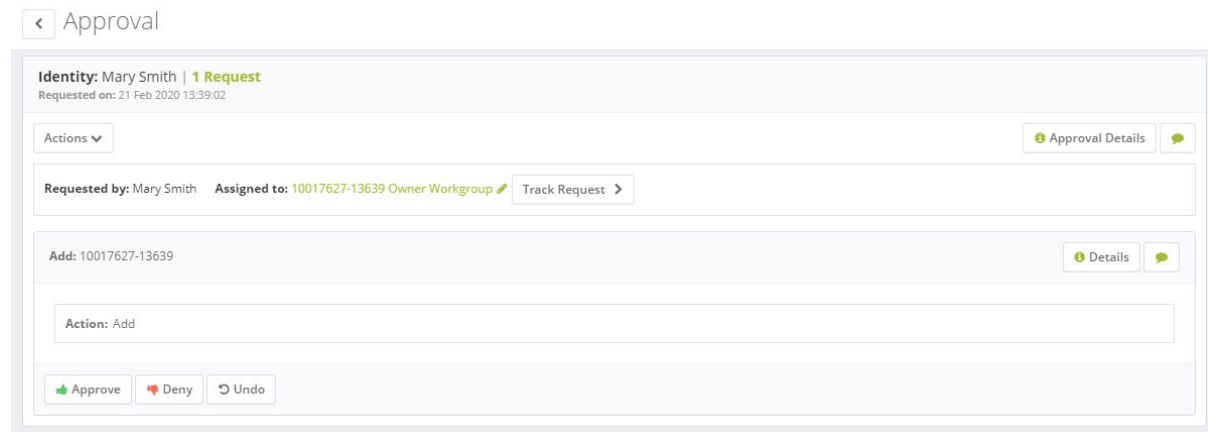 Approval
Identity: Mary Smith | 1 Request
Requested on: 21 Feb 2020 13:39:02
Actions
Approval Details
Requested by: Mary Smith Assigned to: 10017627-13639 Owner Workgroup Track Request
Add: 10017627-13639
Details
Action: Add
Approve Deny Undo